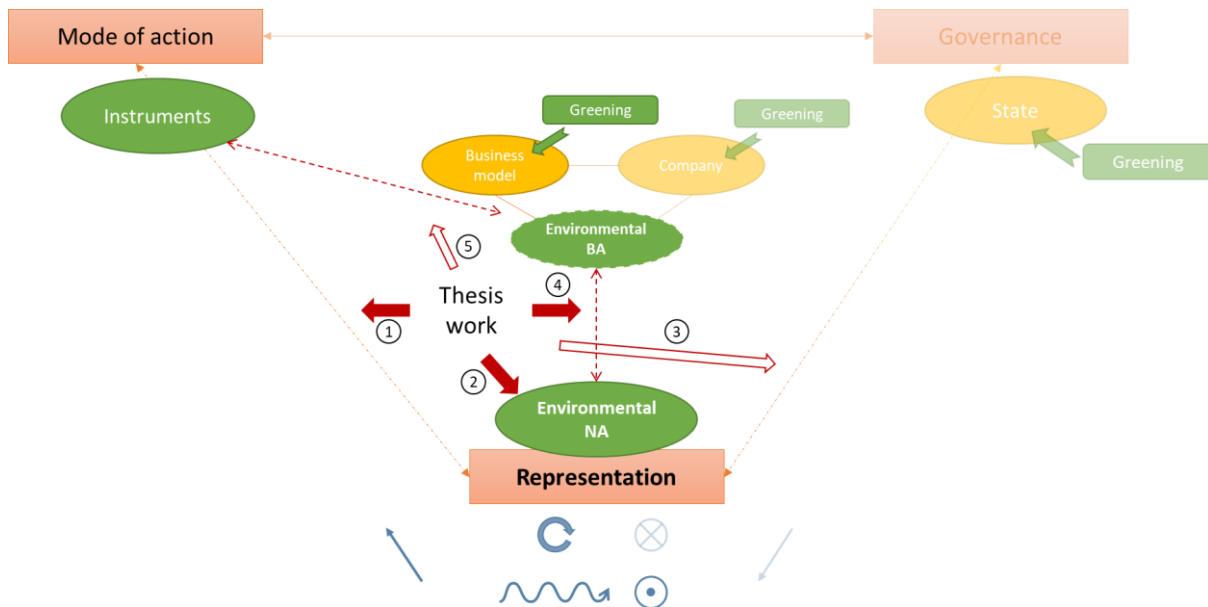 Mode of action
Governance
Instruments
State
Greening
Greening
Greening
Business
model
Company
Environmental
BA
5
4
Thesis
work
1
3
2
Environmental
NA
Representation